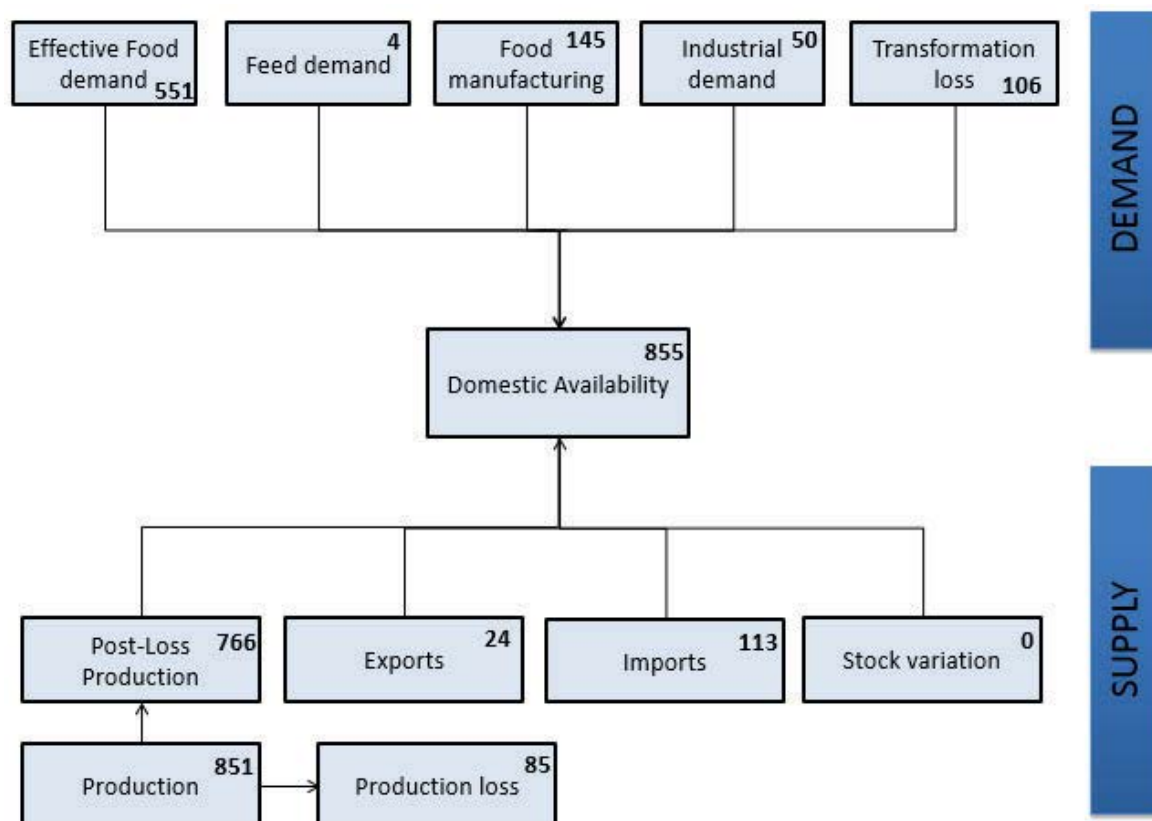 Effective Food
demand 551
4
Feed demand
Food 145
manufacturing
Industrial 50
demand
Transformation
loss 106
DEMAND
855
Domestic Availability
Post-Loss 766
Production
24
Exports
113
Imports
0
Stock variation
SUPPLY
851
Production
85
Production loss